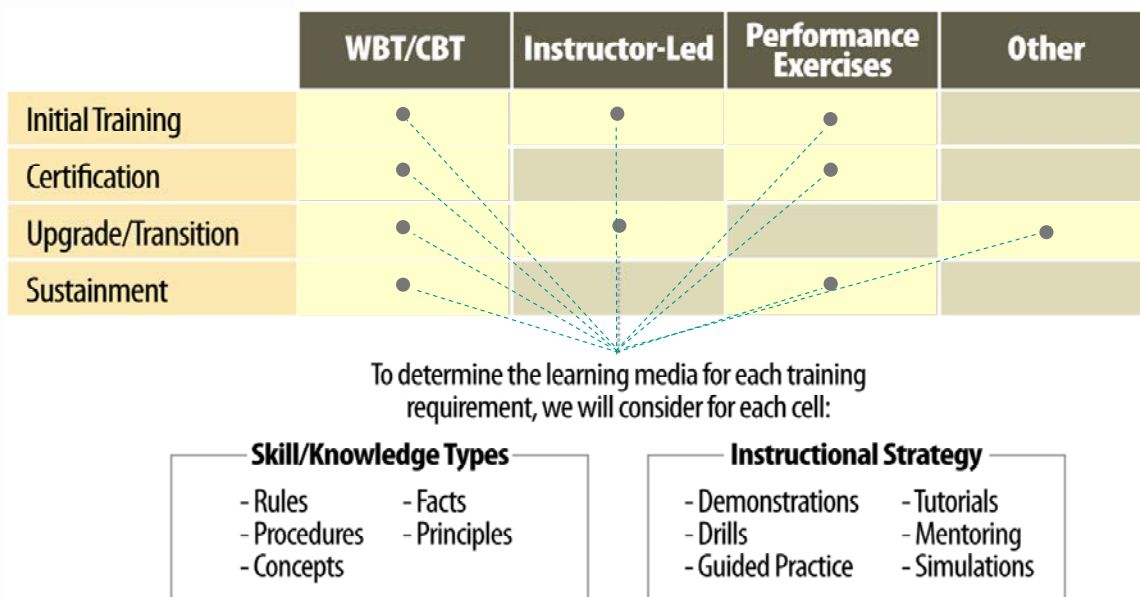 WBT/CBT
Instructor-Led
Performance
Exercises
Other
Initial Training
Certification
Upgrade/Transition
Sustainment
To determine the learning media for each training
requirement, we will consider for each cell:
Skill/Knowledge Types
- Rules - Facts
- Procedures - Principles
- Concepts
Instructional Strategy
- Demonstrations - Tutorials
- Drills - Mentoring
- Guided Practice - Simulations